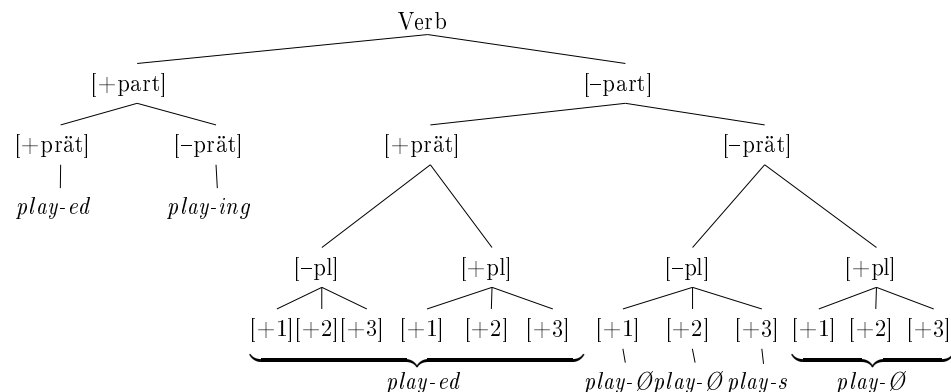 Verb
[+part] [–part]
[+prät] [–prät] [+prät] [–prät]
play-ed play-ing
[–pl] [+pl] [–pl] [+pl]
[+1][+2][+3] [+1] [+2] [+3] [+1] [+2] [+3] [+1] [+2] [+3]
play-ed play-Ø play-Ø play-s play-Ø